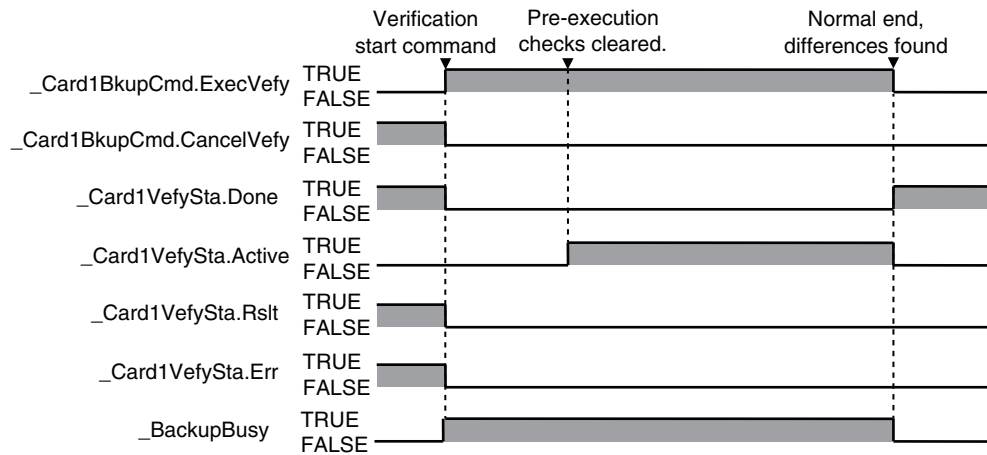 Verification
start command
Pre-execution
checks cleared.
Normal end,
differences found
_Card1BkupCmd.ExecVefy
TRUE
FALSE
_Card1BkupCmd.CancelVefy
TRUE
FALSE
_Card1VefySta.Done
TRUE
FALSE
_Card1VefySta.Active
TRUE
FALSE
_Card1VefySta.Rslt
TRUE
FALSE
_Card1VefySta.Err
TRUE
FALSE
_BackupBusy
TRUE
FALSE